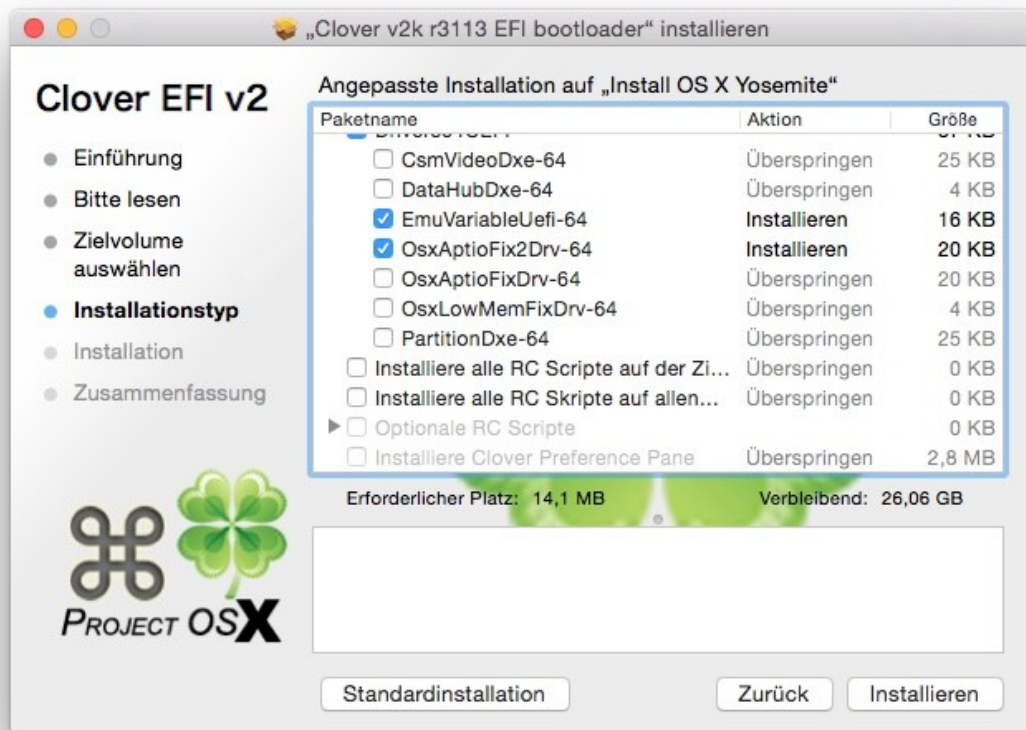 „Clover v2k r3113 EFI bootloader“ installieren
Clover EFI v2
Einführung
Bitte lesen
Zielvolume
auswählen
Installationstyp
Installation
Zusammenfassung
PROJECT OSX
Angepasste Installation auf „Install OS X Yosemite“
Paketname Aktion Größe
CsmVideoDxe-64 Überspringen 25 KB
DataHubDxe-64 Überspringen 4 KB
EmuVariableUefi-64 Installieren 16 KB
OsxAptioFix2Drv-64 Installieren 20 KB
OsxAptioFixDrv-64 Überspringen 20 KB
OsxLowMemFixDrv-64 Überspringen 4 KB
PartitionDxe-64 Überspringen 25 KB
Installiere alle RC Scripte auf der Zi... Überspringen 0 KB
Installiere alle RC Skripte auf allen... Überspringen 0 KB
Optionale RC Scripte 0 KB
Installiere Clover Preference Pane Überspringen 2,8 MB
Erforderlicher Platz: 14,1 MB Verbleibend: 26,06 GB
Standardinstallation Zurück Installieren